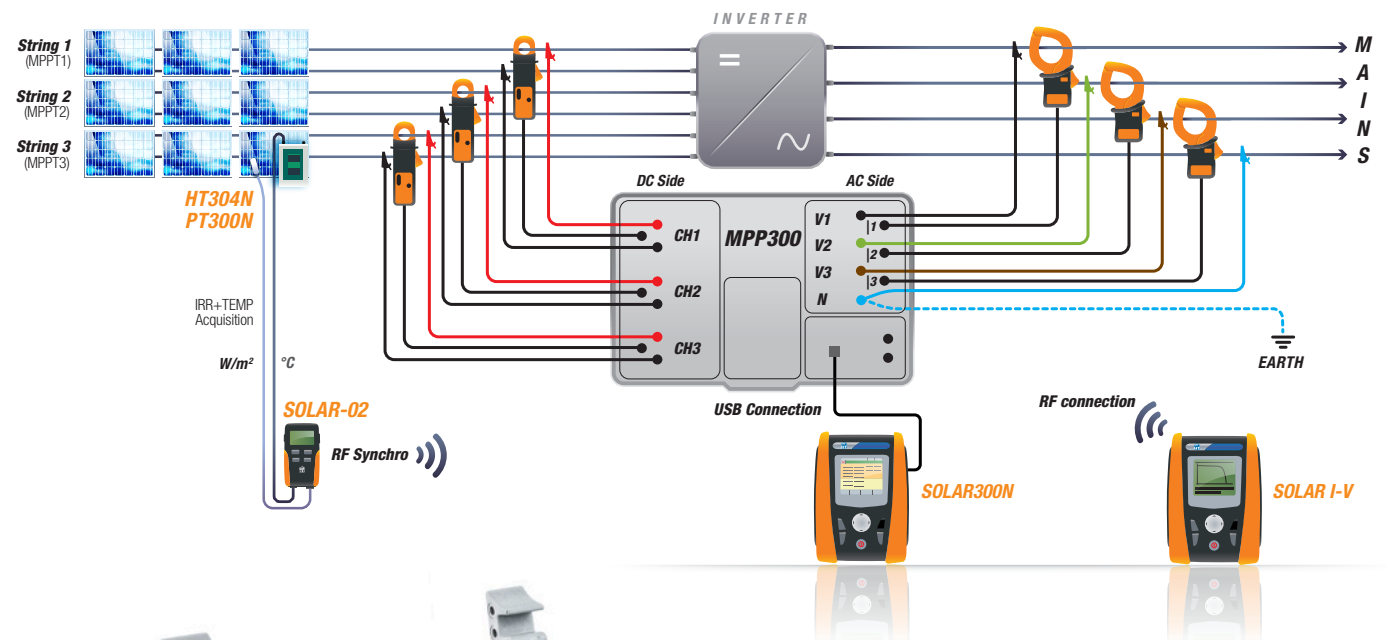 INVERTER
String 1
(MPPT1)
String 2
(MPPT2)
String 3
(MPPT3)
M
A
I
N
S
HT304N
PT300N
DC Side
AC Side
MPP300
CH1
CH2
CH3
V1
|1
V2
|2
V3
|3
N
IRR+TEMP
Acquisition
W/m²
°C
EARTH
SOLAR-02
RF Synchro
USB Connection
RF connection
SOLAR300N
SOLAR I-V